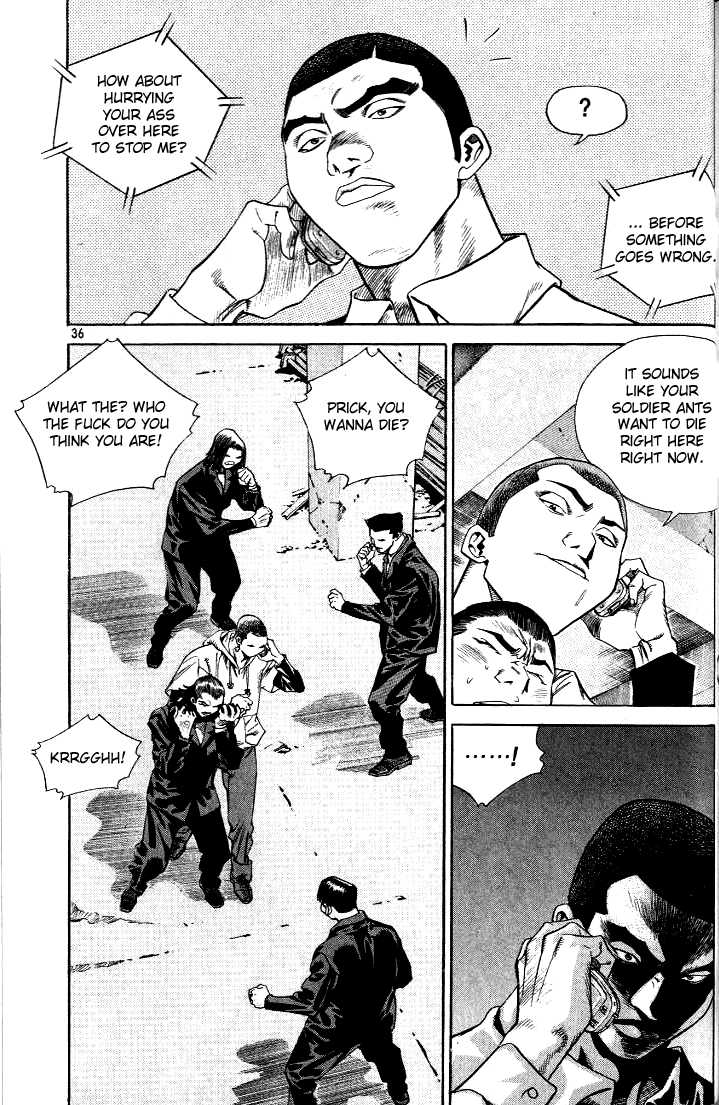 HOW ABOUT
HURRYING
YOUR ASS
OVER HERE
TO STOP ME?
?
... BEFORE
SOMETHING
GOES WRONG.
36
WHAT THE? WHO
THE FUCK DO YOU
THINK YOU ARE!
PRICK, YOU
WANNA DIE?
KRRGGHH!
IT SOUNDS
LIKE YOUR
SOLDIER ANTS
WANT TO DIE
RIGHT HERE
RIGHT NOW.
......!